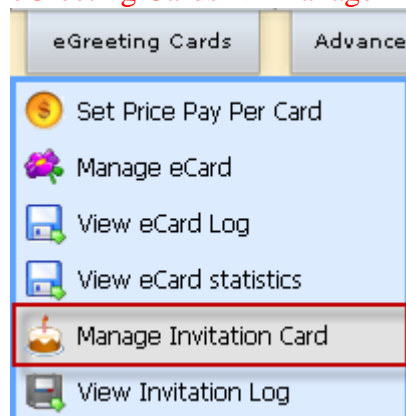 eGreeting Cards Advance
Set Price Pay Per Card
Manage eCard
View eCard Log
View eCard statistics
Manage Invitation Card
View Invitation Log